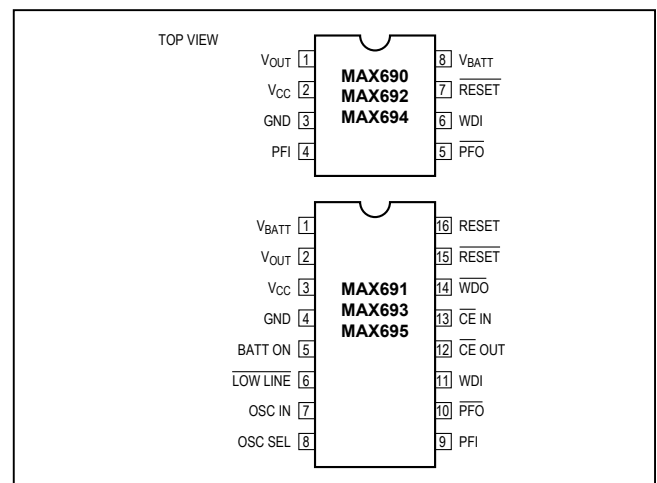 TOP VIEW
VOUT 1
VCC 2
GND 3
PFI 4
MAX690
MAX692
MAX694
8 VBATT
7 RESET
6 WDI
5 PFO
VBATT 1
VOUT 2
VCC 3
GND 4
BATT ON 5
LOW LINE 6
OSC IN 7
OSC SEL 8
MAX691
MAX693
MAX695
16 RESET
15 RESET
14 WDO
13 CE IN
12 CE OUT
11 WDI
10 PFO
9 PFI